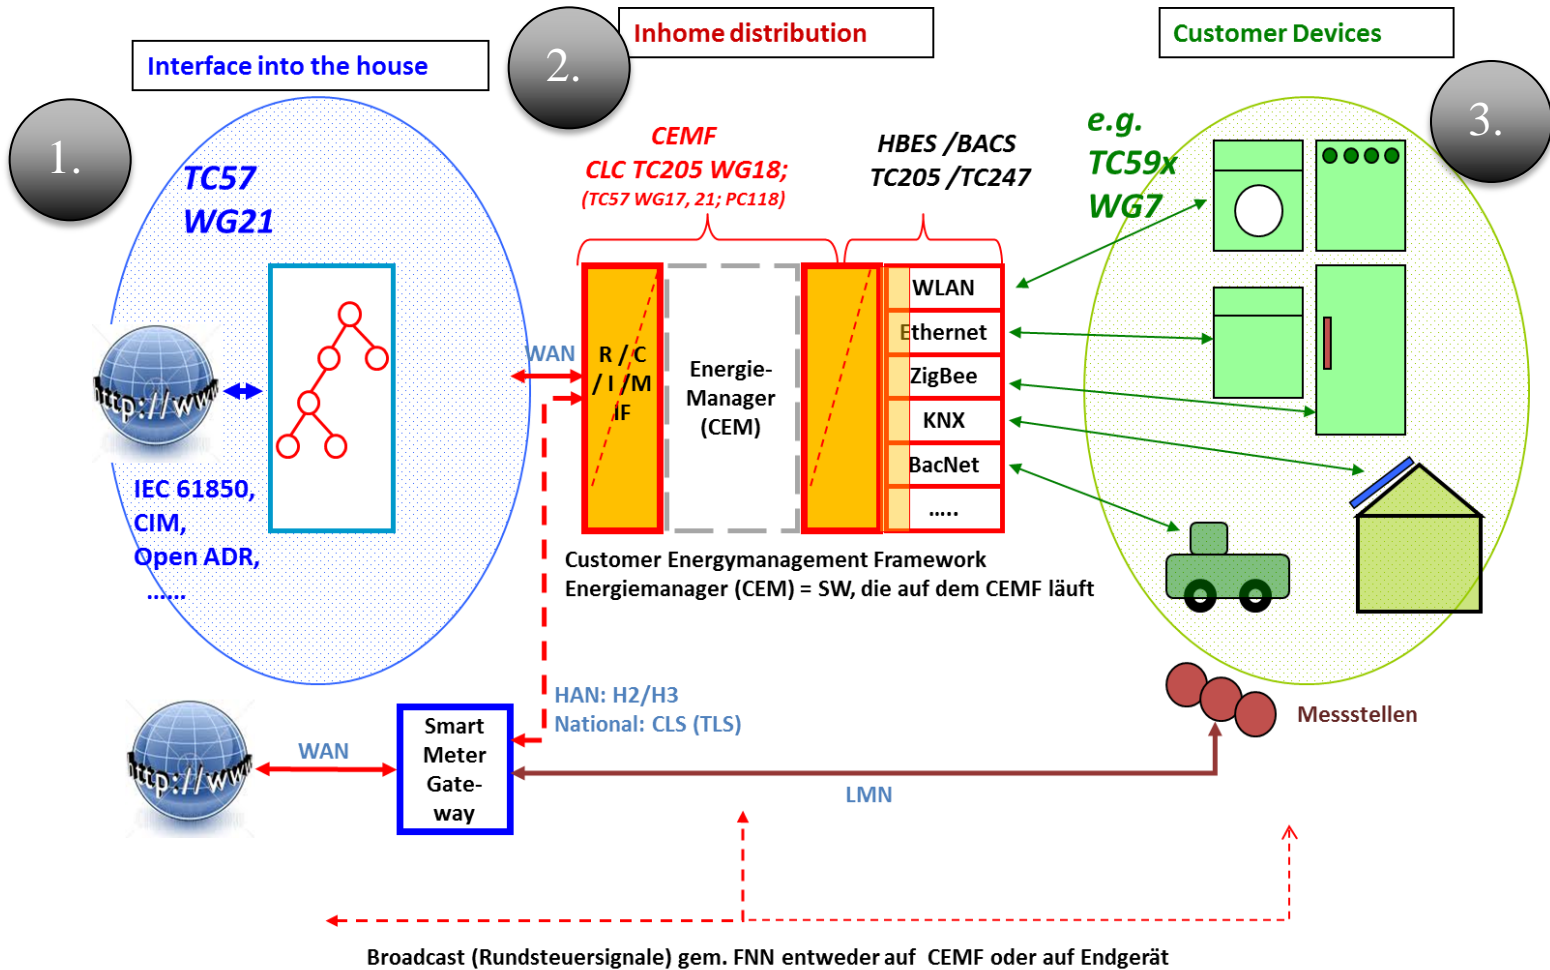 1.
Interface into the house
2.
Inhome distribution
Customer Devices
3.
TC57
WG21
CEMF
CLC TC205 WG18;
(TC57 WG17, 21; PC118)
HBES /BACS
TC205 /TC247
e.g.
TC59x
WG7
http://www
IEC 61850,
CIM,
Open ADR,
......
WAN
R / C
/ I /M
IF
Energie-
Manager
(CEM)
WLAN
Ethernet
ZigBee
KNX
BacNet
.....
Customer Energymanagement Framework
Energiemanager (CEM) = SW, die auf dem CEMF läuft
HAN: H2/H3
National: CLS (TLS)
http://www
WAN
Smart
Meter
Gate-
way
LMN
Messstellen
Broadcast (Rundsteuersignale) gem. FNN entweder auf CEMF oder auf Endgerät